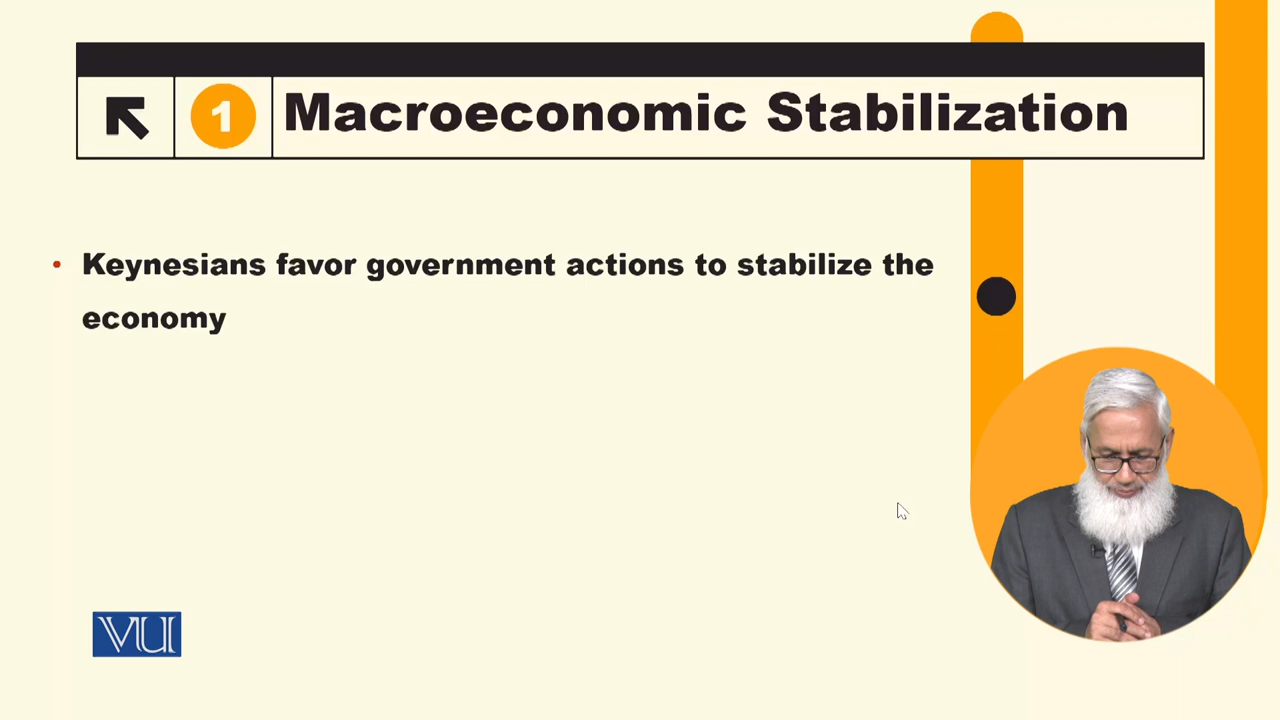 1 Macroeconomic Stabilization
• Keynesians favor government actions to stabilize the
economy
VU